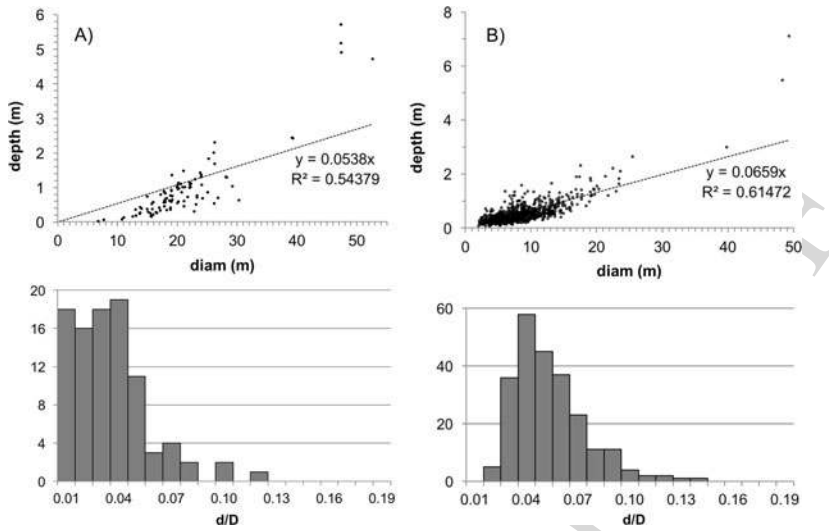 A)
6
5
4
3
2
1
0
depth (m)
y = 0.0538x
R² = 0.54379
0 10 20 30 40 50
diam (m)
B)
8
6
4
2
0
depth (m)
y = 0.0659x
R² = 0.61472
0 10 20 30 40 50
diam (m)
20
16
12
8
4
0
0.01 0.04 0.07 0.10 0.13 0.16 0.19
d/D
60
40
20
0
0.01 0.04 0.07 0.10 0.13 0.16 0.19
d/D